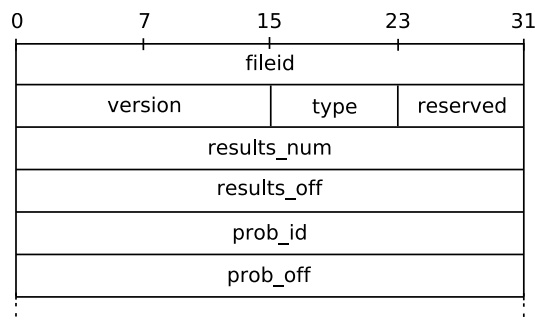 0 7 15 23 31
fileid
version type reserved
results_num
results_off
prob_id
prob_off